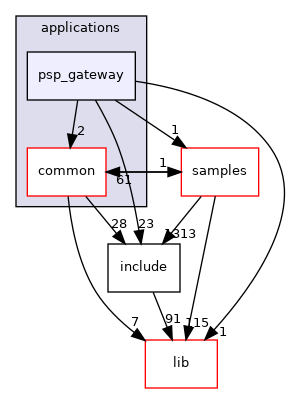 applications
psp_gateway
2
1
common
1
samples
61
28
23
1313
include
91
115
7
1
lib